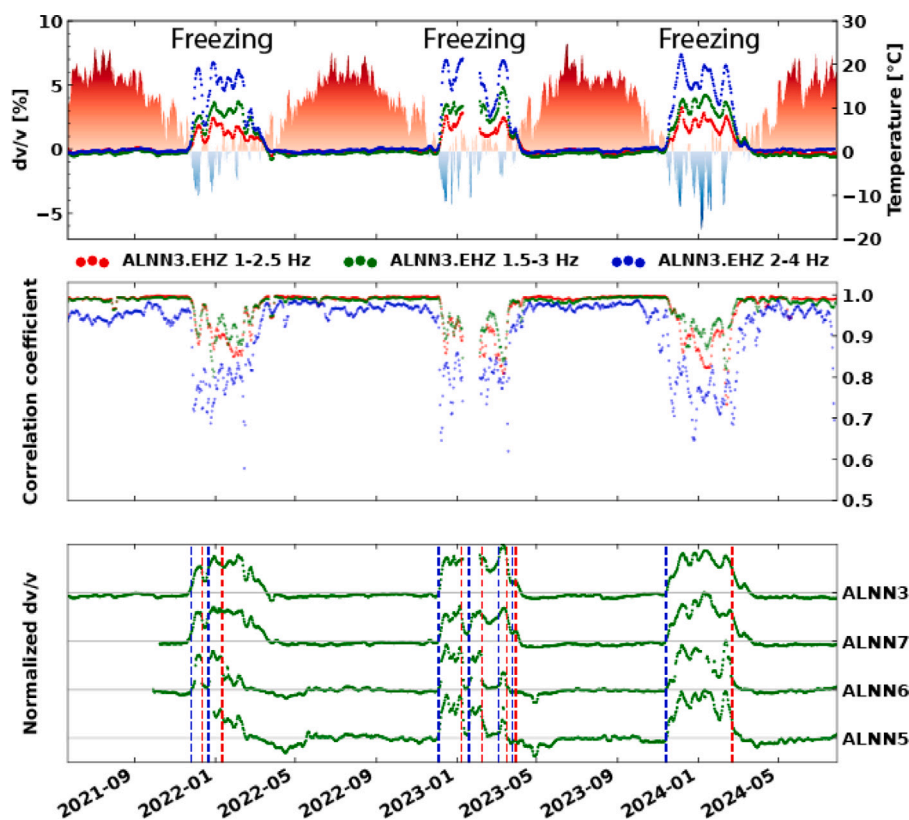 10
5
0
−5
dv/v [%]
Freezing
Freezing
Freezing
30
20
10
0
−10
−20
Temperature [°C]
ALNN3.EHZ 1-2.5 Hz
ALNN3.EHZ 1.5-3 Hz
ALNN3.EHZ 2-4 Hz
Correlation coefficient
1.0
0.9
0.8
0.7
0.6
0.5
Normalized dv/v
ALNN3
ALNN7
ALNN6
ALNN5
2021-09
2022-01
2022-05
2022-09
2023-01
2023-05
2023-09
2024-01
2024-05